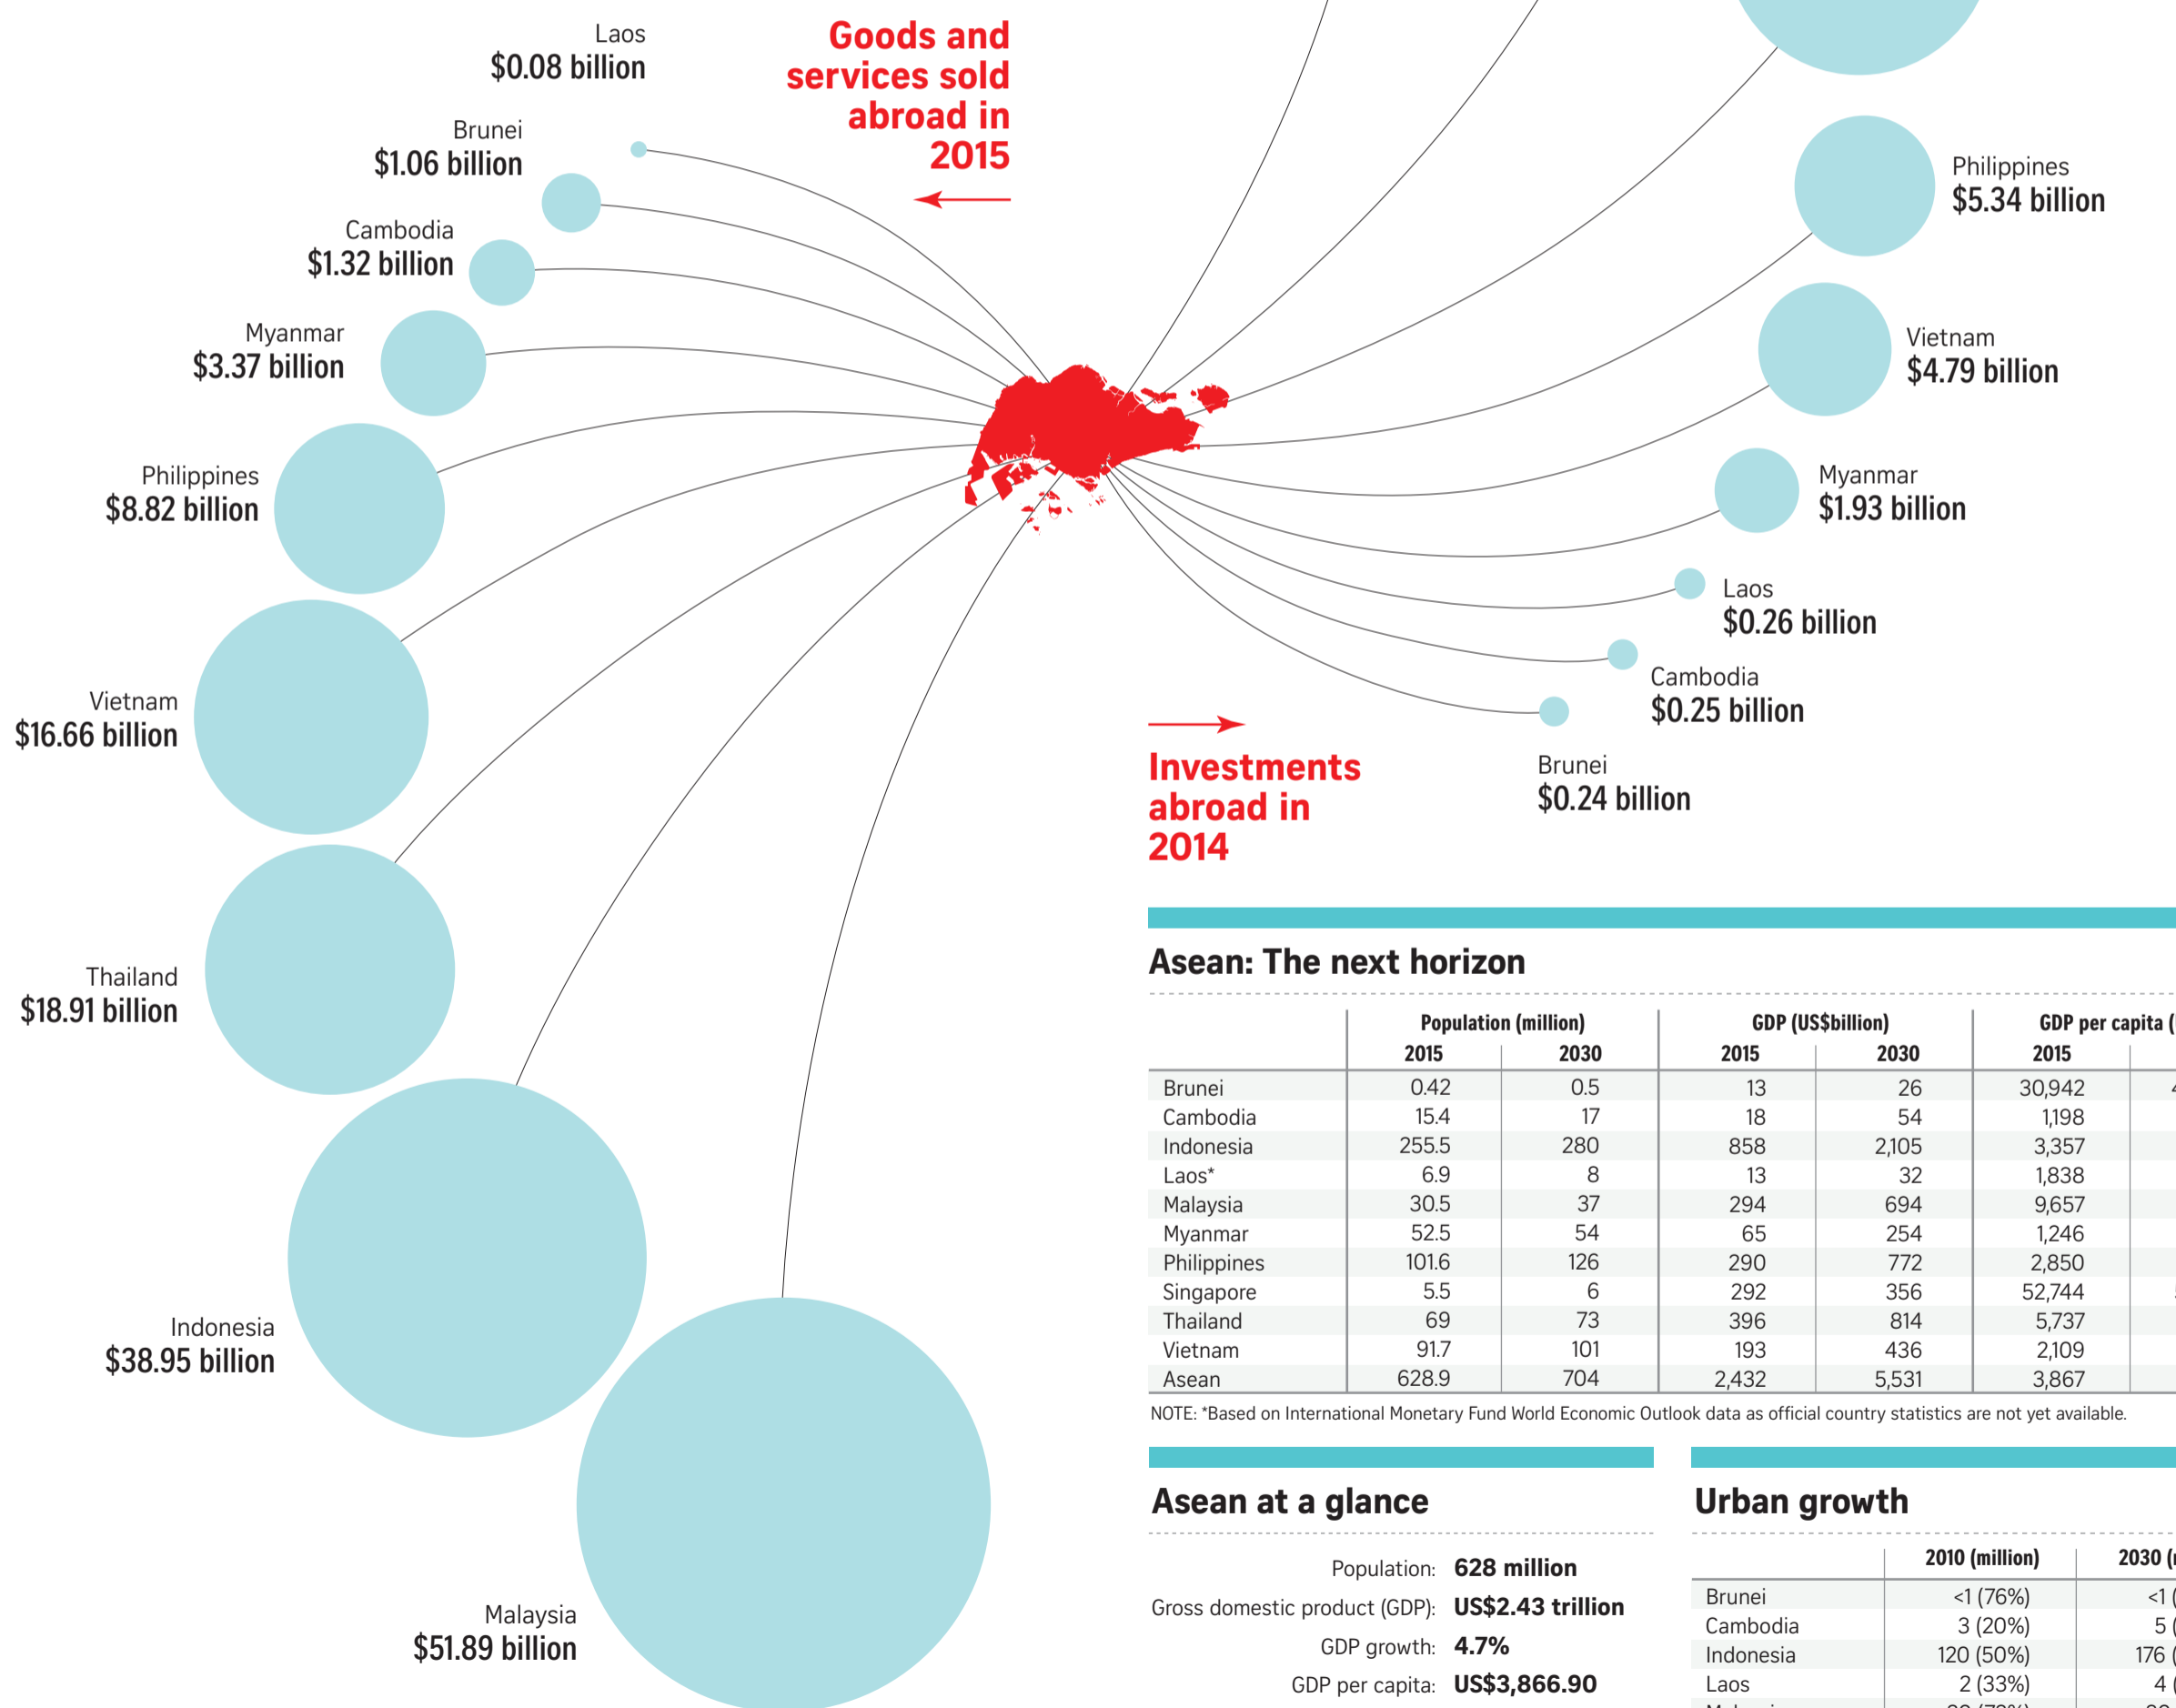 Laos
$0.08 billion
Goods and
services sold
abroad in
2015
Brunei
$1.06 billion
Cambodia
$1.32 billion
Myanmar
$3.37 billion
Philippines
$8.82 billion
Vietnam
$16.66 billion
Thailand
$18.91 billion
Indonesia
$38.95 billion
Malaysia
$51.89 billion
Philippines
$5.34 billion
Vietnam
$4.79 billion
Myanmar
$1.93 billion
Laos
$0.26 billion
Cambodia
$0.25 billion
Brunei
$0.24 billion
Investments
abroad in
2014
Asean: The next horizon
Population (million) GDP (US$billion) GDP per capita (
2015 2030 2015 2030 2015
Brunei 0.42 0.5 13 26 30,942
Cambodia 15.4 17 18 54 1,198
Indonesia 255.5 280 858 2,105 3,357
Laos* 6.9 8 13 32 1,838
Malaysia 30.5 37 294 694 9,657
Myanmar 52.5 54 65 254 1,246
Philippines 101.6 126 290 772 2,850
Singapore 5.5 6 292 356 52,744
Thailand 69 73 396 814 5,737
Vietnam 91.7 101 193 436 2,109
Asean 628.9 704 2,432 5,531 3,867
NOTE: *Based on International Monetary Fund World Economic Outlook data as official country statistics are not yet available.
Asean at a glance
Population: 628 million
Gross domestic product (GDP): US$2.43 trillion
GDP growth: 4.7%
GDP per capita: US$3,866.90
Urban growth
2010 (million) 2030 (
Brunei <1 (76%) <1 (
Cambodia 3 (20%) 5 (
Indonesia 120 (50%) 176 (
Laos 2 (33%) 4 (